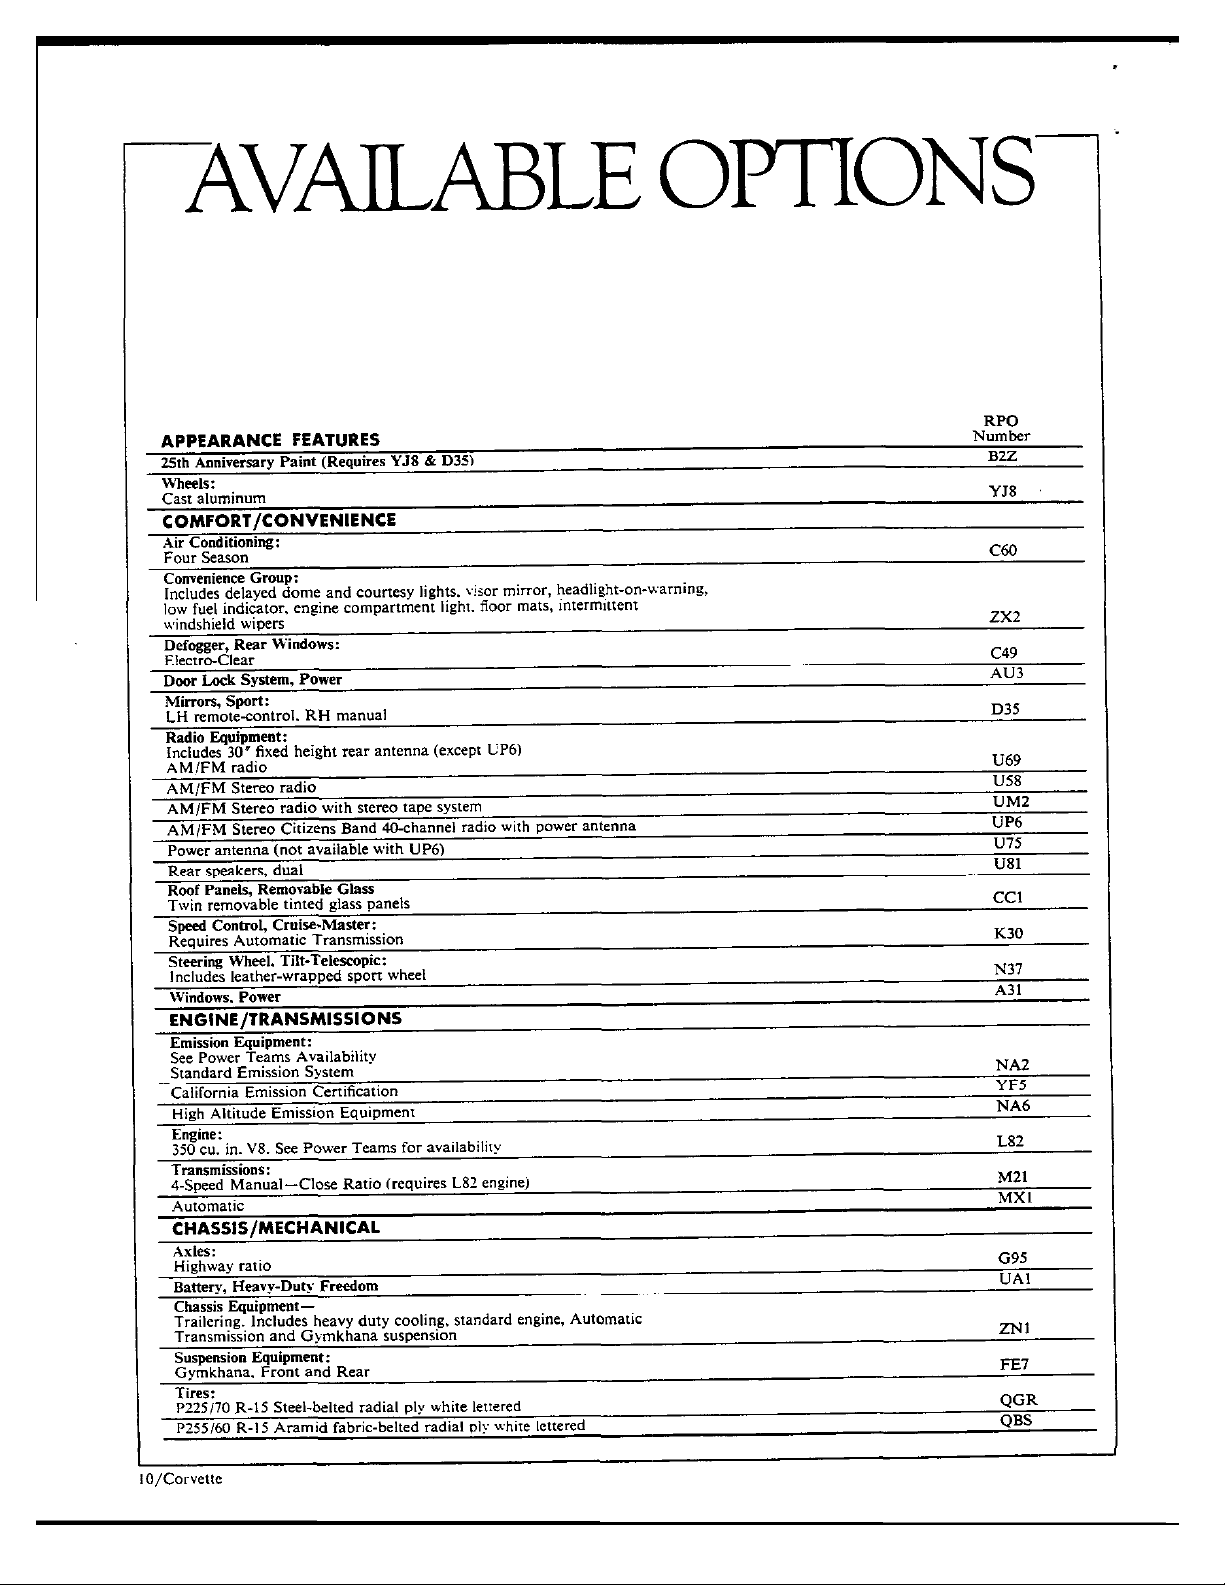 AVAILABLE OPTIONS
RPO
APPEARANCE FEATURES Number
25th Anniversary Paint (Requires YJ8 & D35) B2Z
Wheels:
Cast aluminum YJ8
COMFORT/CONVENIENCE
Air Conditioning:
Four Season C60
Convenience Group:
Includes delayed dome and courtesy lights, visor mirror, headlight-on-warning,
low fuel indicator, engine compartment light, floor mats, intermittent
windshield wipers ZX2
Defogger, Rear Windows:
Electro-Clear C49
Door Lock System, Power AU3
Mirrors, Sport:
LH remote-control. RH manual D35
Radio Equipment:
Includes 30" fixed height rear antenna (except UP6)
AM/FM radio U69
AM/FM Stereo radio U58
AM/FM Stereo radio with stereo tape system UM2
AM/FM Stereo Citizens Band 40-channel radio with power antenna UP6
Power antenna (not available with UP6) U75
Rear speakers, dual U81
Roof Panels, Removable Glass
Twin removable tinted glass panels CC1
Speed Control, Cruise-Master:
Requires Automatic Transmission K30
Steering Wheel, Tilt-Telescopic:
Includes leather-wrapped sport wheel N37
Windows, Power A31
ENGINE/TRANSMISSIONS
Emission Equipment:
See Power Teams Availability
Standard Emission System NA2
California Emission Certification YF5
High Altitude Emission Equipment NA6
Engine:
350 cu. in. V8. See Power Teams for availability L82
Transmissions:
4-Speed Manual—Close Ratio (requires L82 engine) M21
Automatic MX1
CHASSIS/MECHANICAL
Axles:
Highway ratio G95
Battery, Heavy-Duty Freedom UA1
Chassis Equipment—
Trailering. Includes heavy duty cooling, standard engine, Automatic
Transmission and Gymkhana suspension ZN1
Suspension Equipment:
Gymkhana, Front and Rear FE7
Tires:
P225/70 R-15 Steel-belted radial ply white lettered QGR
P255/60 R-15 Aramid fabric-belted radial ply white lettered QBS
10/Corvette